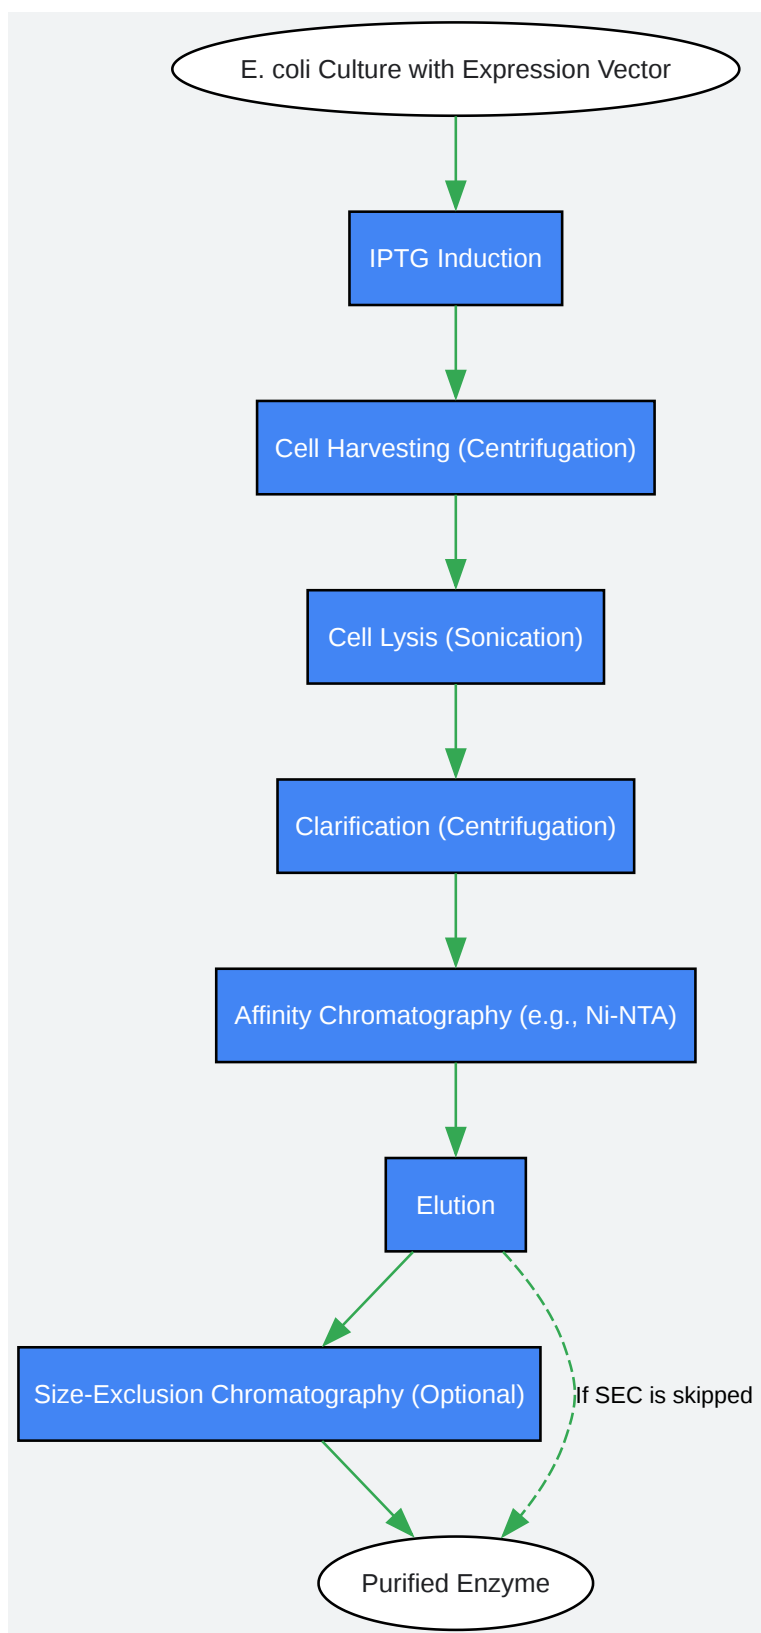 E. coli Culture with Expression Vector
IPTG Induction
Cell Harvesting (Centrifugation)
Cell Lysis (Sonication)
Clarification (Centrifugation)
Affinity Chromatography (e.g., Ni-NTA)
Elution
Size-Exclusion Chromatography (Optional)
If SEC is skipped
Purified Enzyme